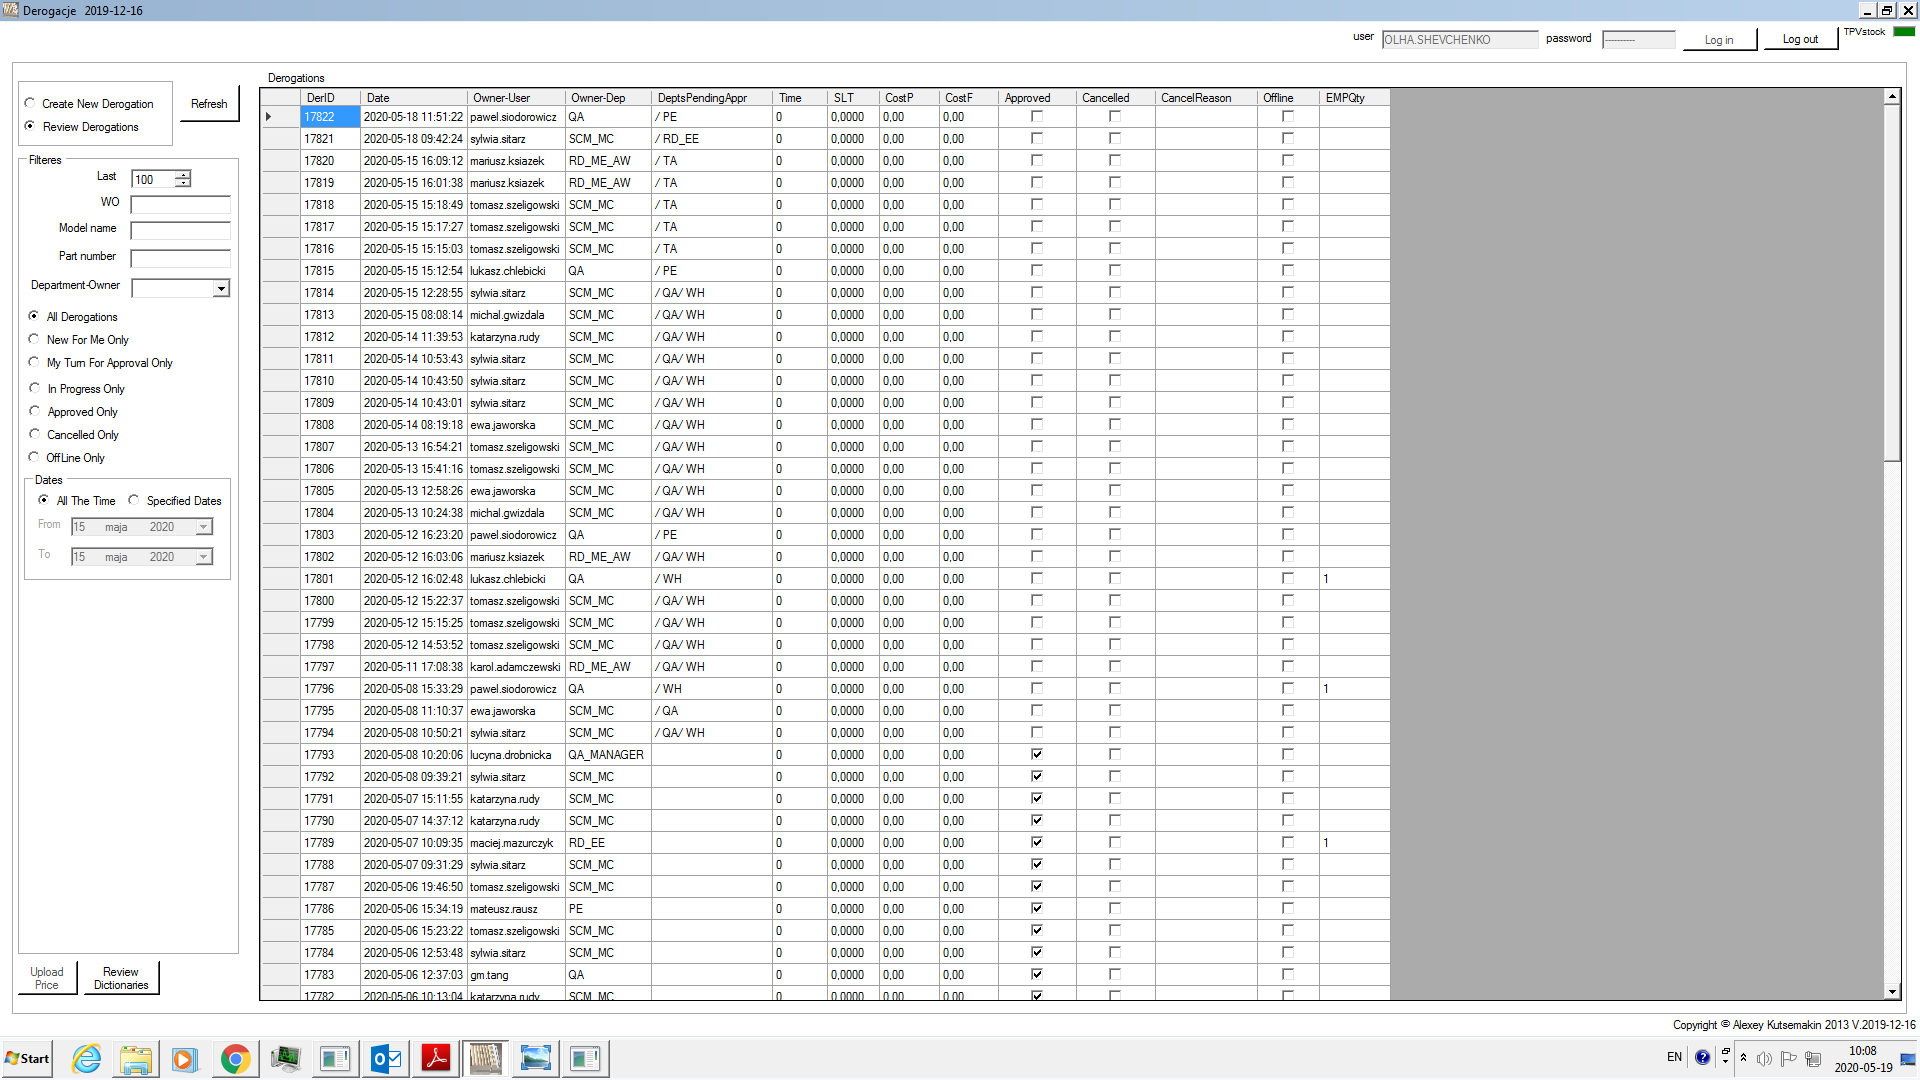 Derogacje 2019-12-16
user OLHA.SHEVCHENKO password ---------- Log in Log out TPVstock
Create New Derogation
Review Derogations
Refresh
Filteres
Last 100
WO
Model name
Part number
Department-Owner
All Derogations
New For Me Only
My Turn For Approval Only
In Progress Only
Approved Only
Cancelled Only
OffLine Only
Dates
All The Time Specified Dates
From 15 maja 2020
To 15 maja 2020
Upload Price
Review Dictionaries
Derogations
DerID Date Owner-User Owner-Dep DeptsPendingAppr Time SLT CostP CostF Approved Cancelled CancelReason Offline EMPQty
17822 2020-05-18 11:51:22 pawel.siodorowicz QA / PE 0 0,0000 0,00 0,00
17821 2020-05-18 09:42:24 sylwia.sitarz SCM_MC / RD_EE 0 0,0000 0,00 0,00
17820 2020-05-15 16:09:12 mariusz.ksiazek RD_ME_AW / TA 0 0,0000 0,00 0,00
17819 2020-05-15 16:01:38 mariusz.ksiazek RD_ME_AW / TA 0 0,0000 0,00 0,00
17818 2020-05-15 15:18:49 tomasz.szeligowski SCM_MC / TA 0 0,0000 0,00 0,00
17817 2020-05-15 15:17:27 tomasz.szeligowski SCM_MC / TA 0 0,0000 0,00 0,00
17816 2020-05-15 15:15:03 tomasz.szeligowski SCM_MC / TA 0 0,0000 0,00 0,00
17815 2020-05-15 15:12:54 lukasz.chlebicki QA / PE 0 0,0000 0,00 0,00
17814 2020-05-15 12:28:55 sylwia.sitarz SCM_MC / QA/ WH 0 0,0000 0,00 0,00
17813 2020-05-15 08:08:14 michal.gwizdala SCM_MC / QA/ WH 0 0,0000 0,00 0,00
17812 2020-05-14 11:39:53 katarzyna.rudy SCM_MC / QA/ WH 0 0,0000 0,00 0,00
17811 2020-05-14 10:53:43 sylwia.sitarz SCM_MC / QA/ WH 0 0,0000 0,00 0,00
17810 2020-05-14 10:43:50 sylwia.sitarz SCM_MC / QA/ WH 0 0,0000 0,00 0,00
17809 2020-05-14 10:43:01 sylwia.sitarz SCM_MC / QA/ WH 0 0,0000 0,00 0,00
17808 2020-05-14 08:19:18 ewa.jaworska SCM_MC / QA/ WH 0 0,0000 0,00 0,00
17807 2020-05-13 16:54:21 tomasz.szeligowski SCM_MC / QA/ WH 0 0,0000 0,00 0,00
17806 2020-05-13 15:41:16 tomasz.szeligowski SCM_MC / QA/ WH 0 0,0000 0,00 0,00
17805 2020-05-13 12:58:26 ewa.jaworska SCM_MC / QA/ WH 0 0,0000 0,00 0,00
17804 2020-05-13 10:24:38 michal.gwizdala SCM_MC / QA/ WH 0 0,0000 0,00 0,00
17803 2020-05-12 16:23:20 pawel.siodorowicz QA / PE 0 0,0000 0,00 0,00
17802 2020-05-12 16:03:06 mariusz.ksiazek RD_ME_AW / QA/ WH 0 0,0000 0,00 0,00
17801 2020-05-12 16:02:48 lukasz.chlebicki QA / WH 0 0,0000 0,00 0,00 1
17800 2020-05-12 15:22:37 tomasz.szeligowski SCM_MC / QA/ WH 0 0,0000 0,00 0,00
17799 2020-05-12 15:15:25 tomasz.szeligowski SCM_MC / QA/ WH 0 0,0000 0,00 0,00
17798 2020-05-12 14:53:52 tomasz.szeligowski SCM_MC / QA/ WH 0 0,0000 0,00 0,00
17797 2020-05-11 17:08:38 karol.adamczewski RD_ME_AW / QA/ WH 0 0,0000 0,00 0,00
17796 2020-05-08 15:33:29 pawel.siodorowicz QA / WH 0 0,0000 0,00 0,00 1
17795 2020-05-08 11:10:37 ewa.jaworska SCM_MC / QA 0 0,0000 0,00 0,00
17794 2020-05-08 10:50:21 sylwia.sitarz SCM_MC / QA/ WH 0 0,0000 0,00 0,00
17793 2020-05-08 10:20:06 lucyna.drobnicka QA_MANAGER 0 0,0000 0,00 0,00
17792 2020-05-08 09:39:21 sylwia.sitarz SCM_MC 0 0,0000 0,00 0,00
17791 2020-05-07 15:11:55 katarzyna.rudy SCM_MC 0 0,0000 0,00 0,00
17790 2020-05-07 14:37:12 katarzyna.rudy SCM_MC 0 0,0000 0,00 0,00
17789 2020-05-07 10:09:35 maciej.mazurczyk RD_EE 0 0,0000 0,00 0,00 1
17788 2020-05-07 09:31:29 sylwia.sitarz SCM_MC 0 0,0000 0,00 0,00
17787 2020-05-06 19:46:50 tomasz.szeligowski SCM_MC 0 0,0000 0,00 0,00
17786 2020-05-06 15:34:19 mateusz.rausz PE 0 0,0000 0,00 0,00
17785 2020-05-06 15:23:22 tomasz.szeligowski SCM_MC 0 0,0000 0,00 0,00
17784 2020-05-06 12:53:48 sylwia.sitarz SCM_MC 0 0,0000 0,00 0,00
17783 2020-05-06 12:37:03 gm.tang QA 0 0,0000 0,00 0,00
17782 2020-05-06 10:13:04 katarzyna.rudy SCM_MC 0 0,0000 0,00 0,00
Copyright © Alexey Kutsemakin 2013 V.2019-12-16
Start EN 10:08
2020-05-19